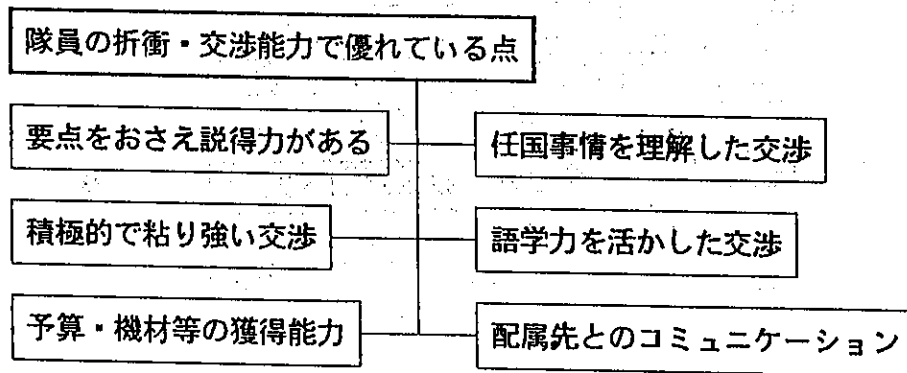 隊員の折衝・交渉能力で優れている点
要点をおさえ説得力がある
任国事情を理解した交渉
積極的で粘り強い交渉
語学力を活かした交渉
予算・機材等の獲得能力
配属先とのコミュニケーション